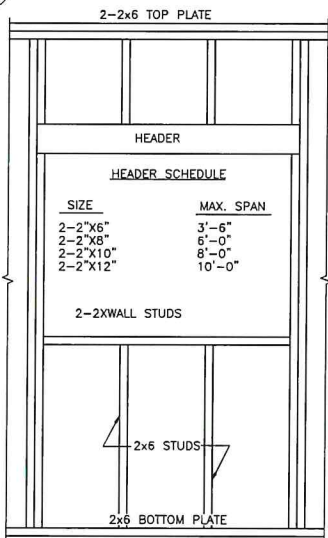 2-2x6 TOP PLATE
HEADER
HEADER SCHEDULE
SIZE MAX. SPAN
2-2"X6" 3'-6"
2-2"X8" 6'-0"
2-2"X10" 8'-0"
2-2"X12" 10'-0"
2-2XWALL STUDS
2x6 STUDS
2x6 BOTTOM PLATE